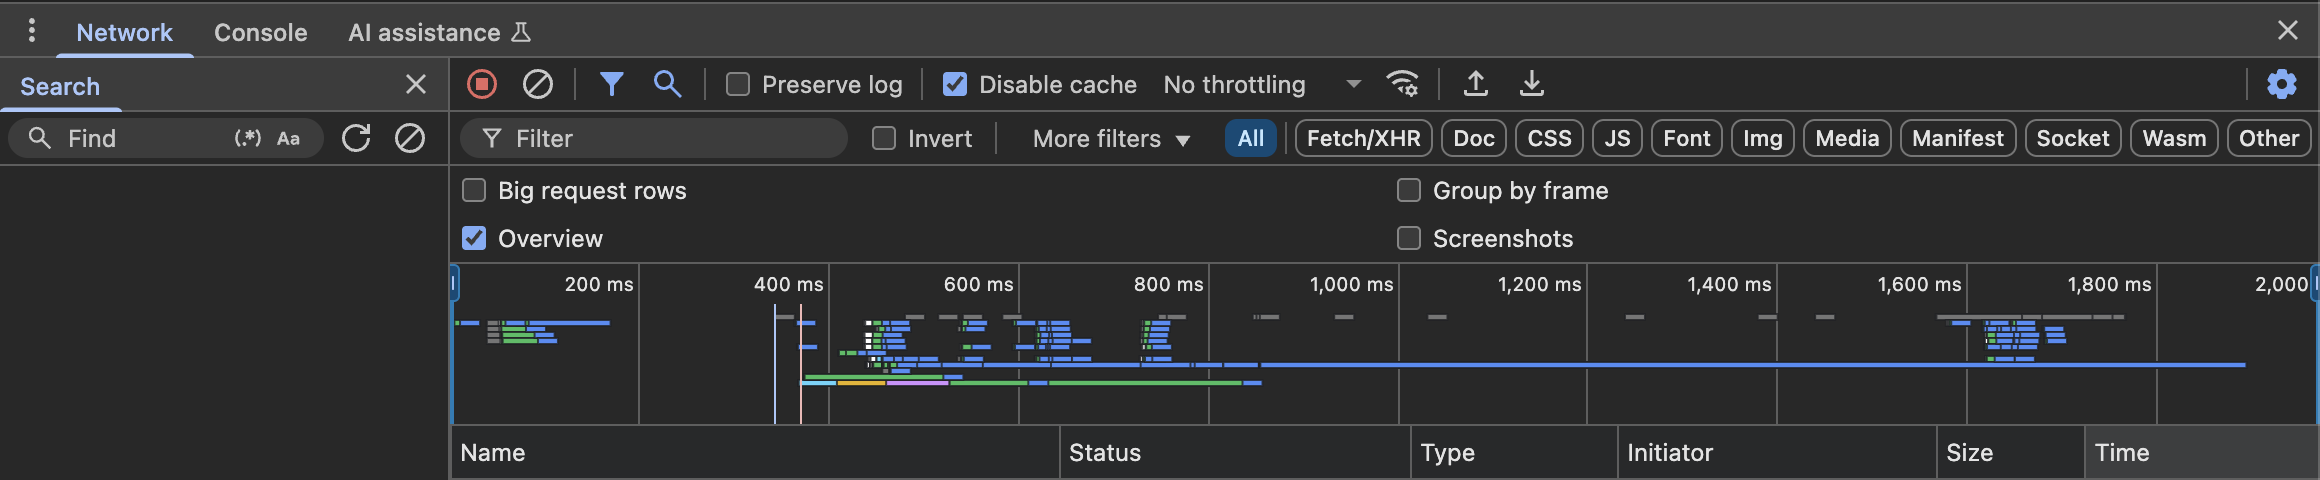 Network Console AI assistance
Search
Preserve log Disable cache No throttling
Find (.*) Aa
Filter Invert More filters All Fetch/XHR Doc CSS JS Font Img Media Manifest Socket Wasm Other
Big request rows Group by frame
Overview Screenshots
200 ms 400 ms 600 ms 800 ms 1,000 ms 1,200 ms 1,400 ms 1,600 ms 1,800 ms 2,000
Name Status Type Initiator Size Time